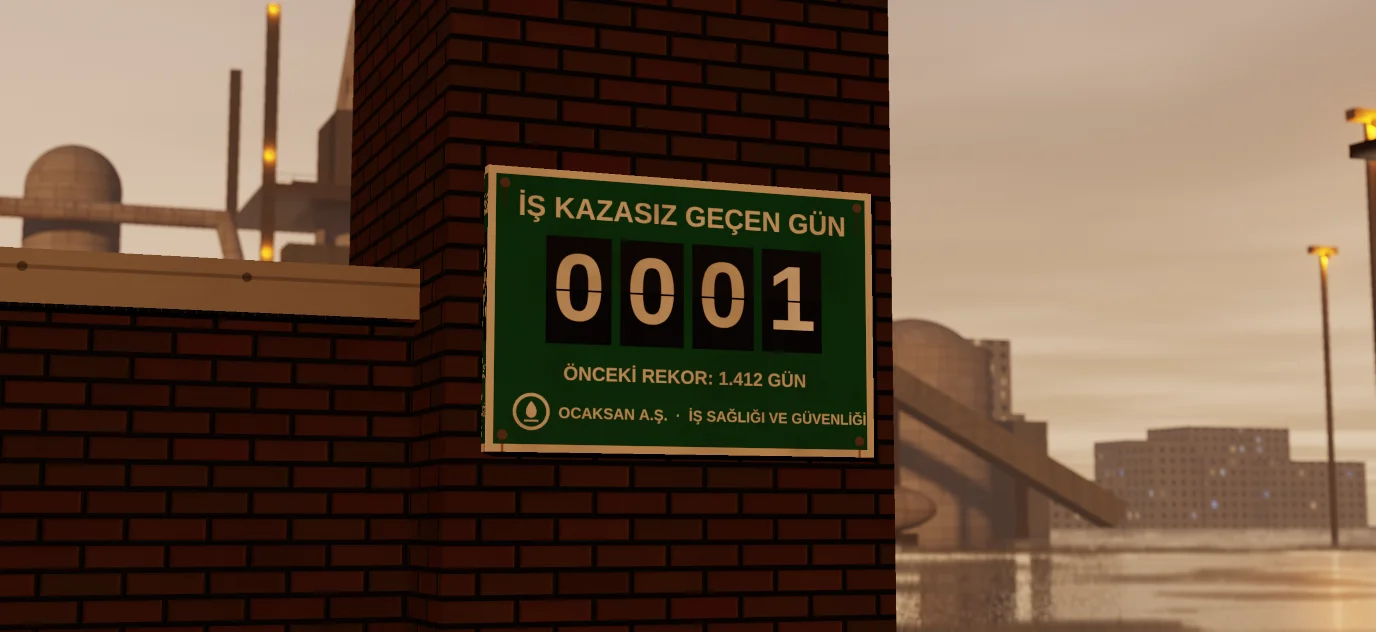 İŞ KAZASIZ GEÇEN GÜN
0001
ÖNCEKİ REKOR: 1.412 GÜN
OCAKSAN A.Ş. · İŞ SAĞLIĞI VE GÜVENLİĞİ